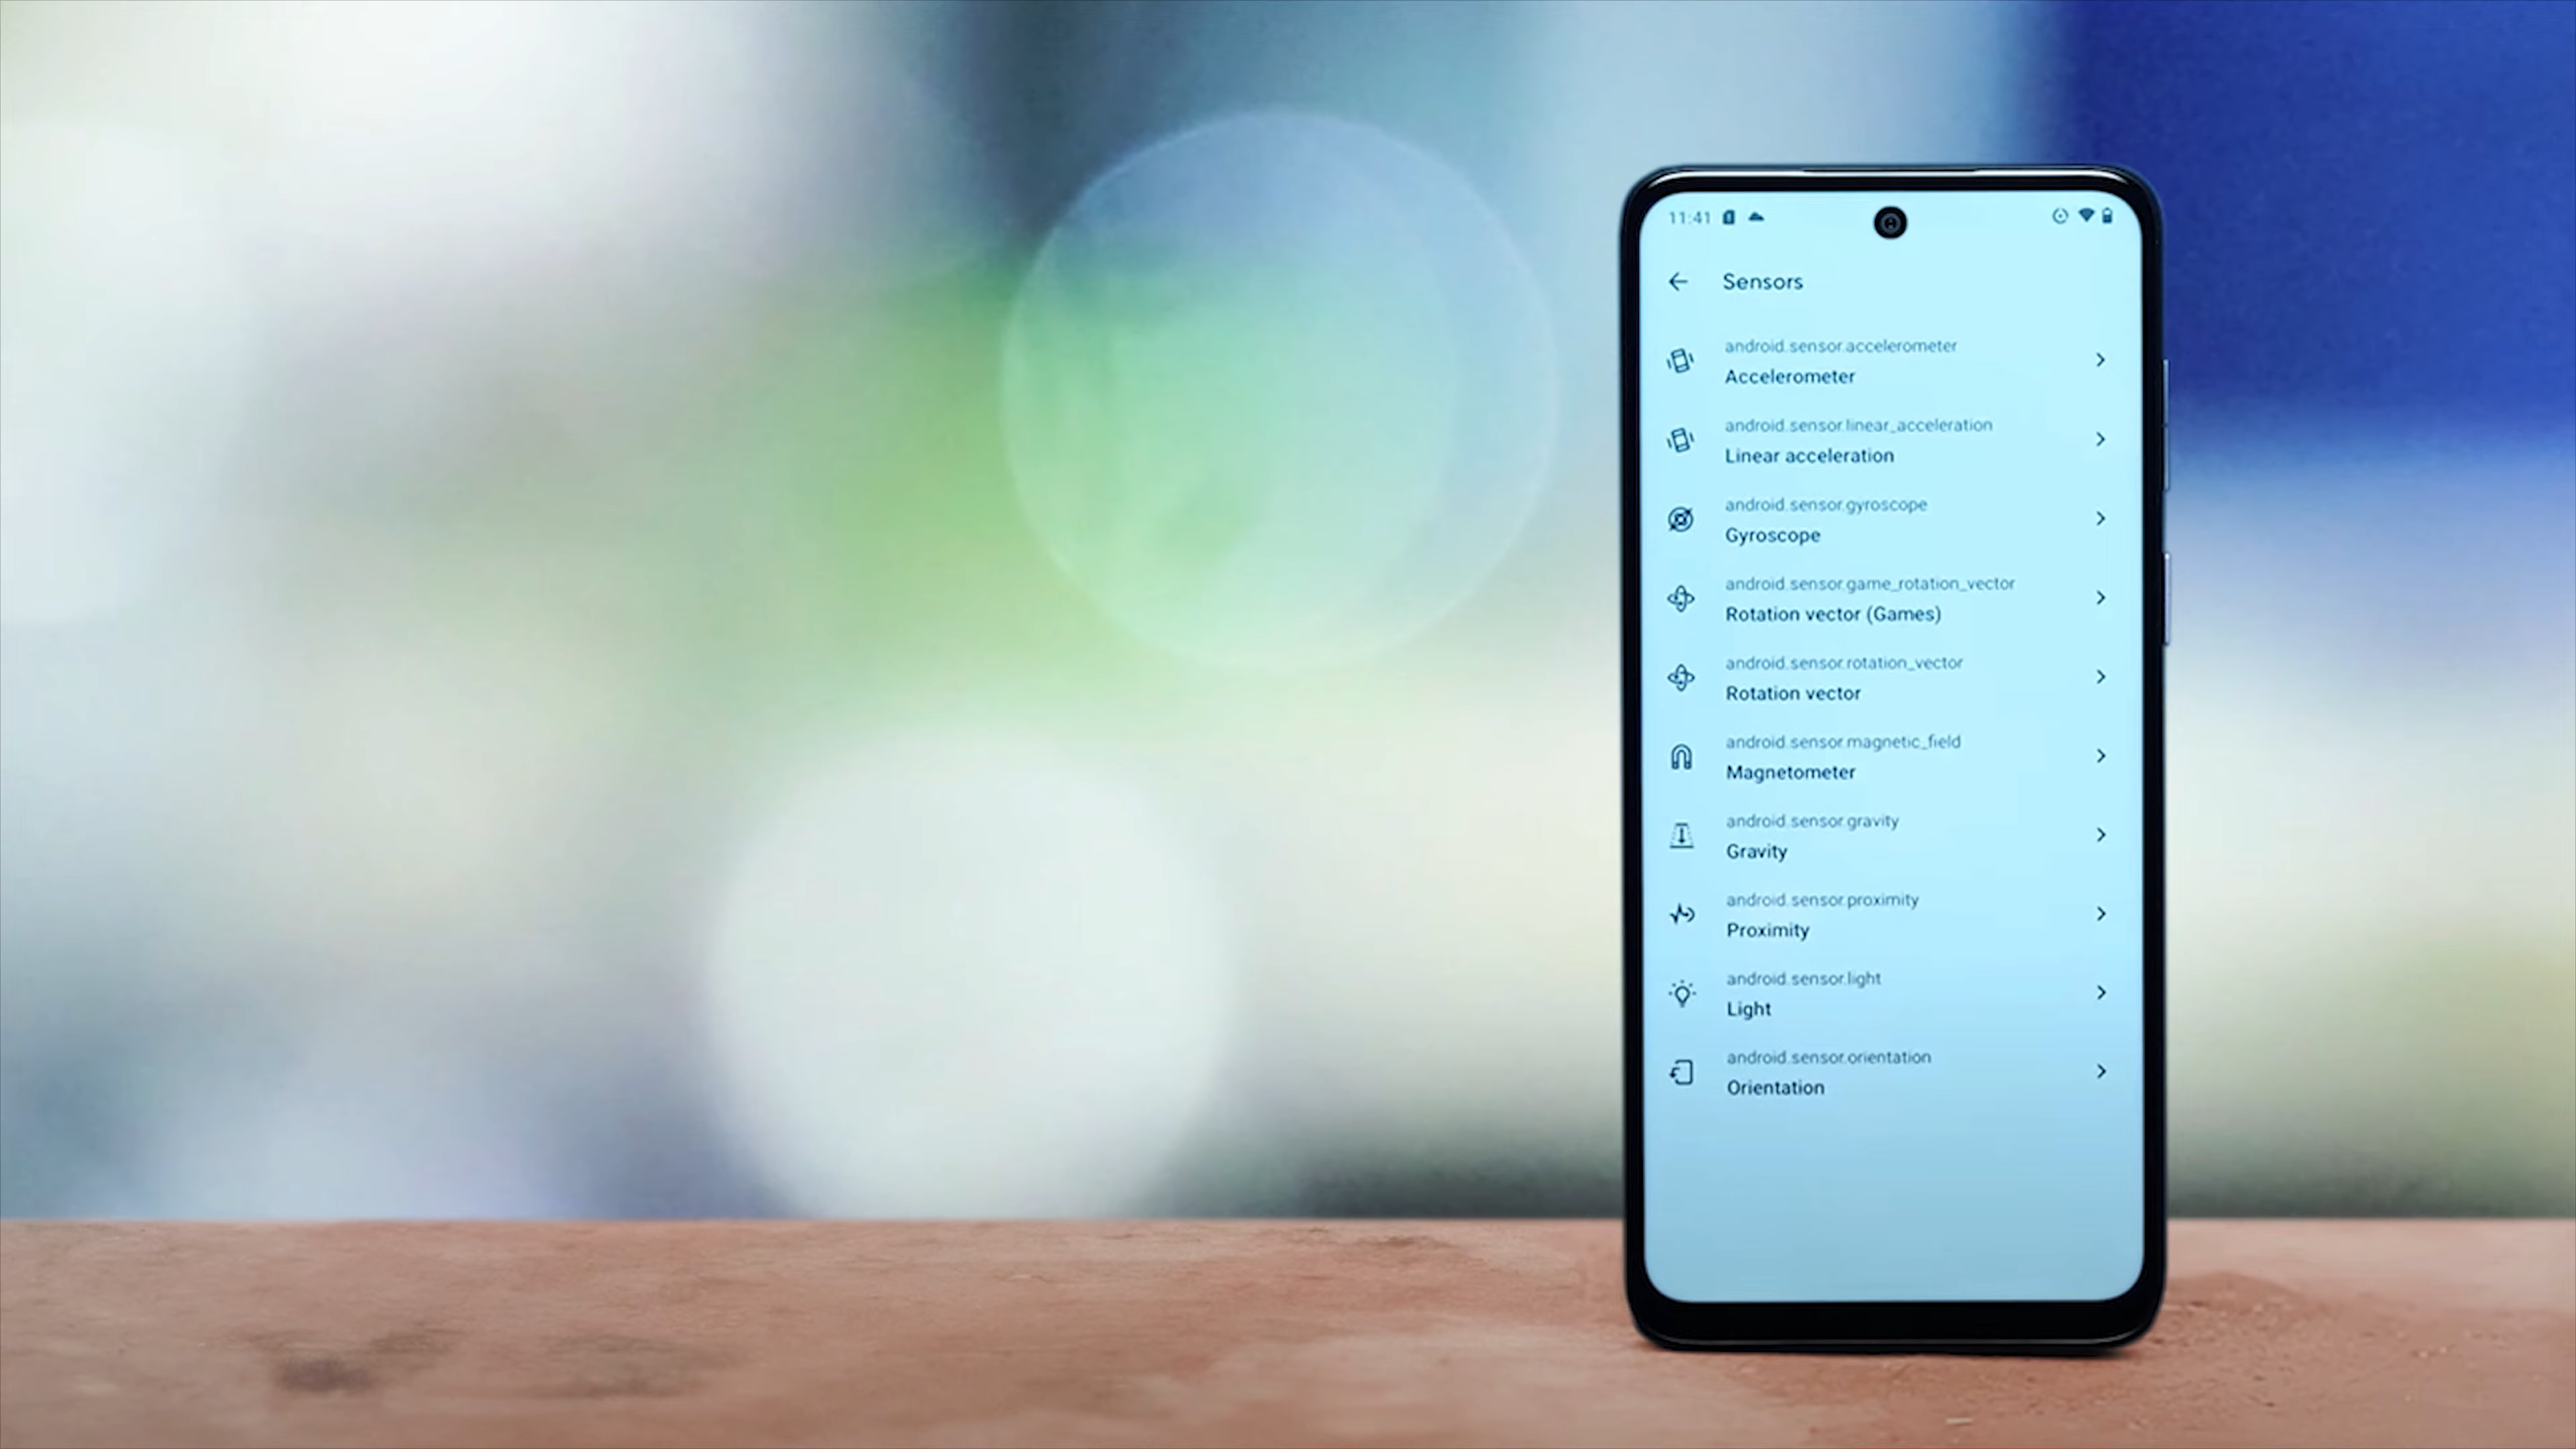 11:41
Sensors
android.sensor.accelerometer
Accelerometer
android.sensor.linear_acceleration
Linear acceleration
android.sensor.gyroscope
Gyroscope
android.sensor.game_rotation_vector
Rotation vector (Games)
android.sensor.rotation_vector
Rotation vector
android.sensor.magnetic_field
Magnetometer
android.sensor.gravity
Gravity
android.sensor.proximity
Proximity
android.sensor.light
Light
android.sensor.orientation
Orientation